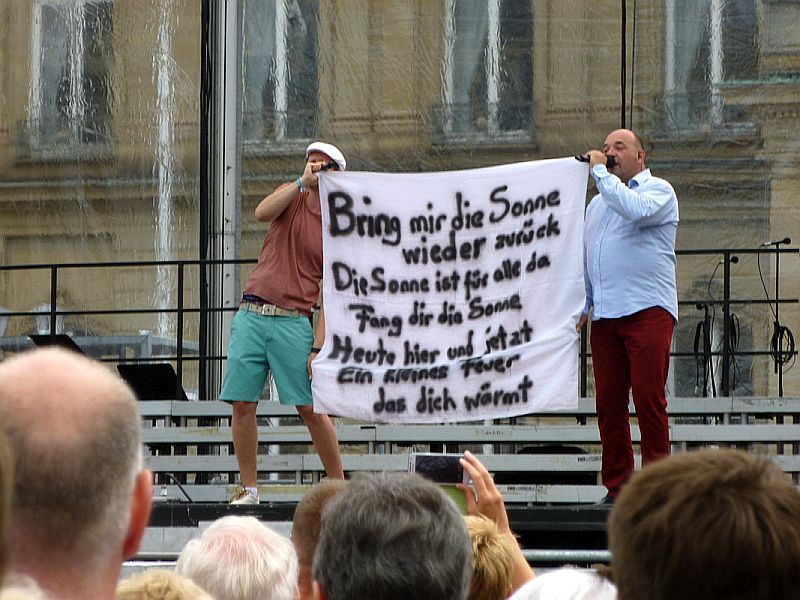 Bring mir die Sonne
wieder zurück
Die Sonne ist für alle da
Fang dir die Sonne
Heute hier und jetzt
Ein kleines Feuer
das dich wärmt